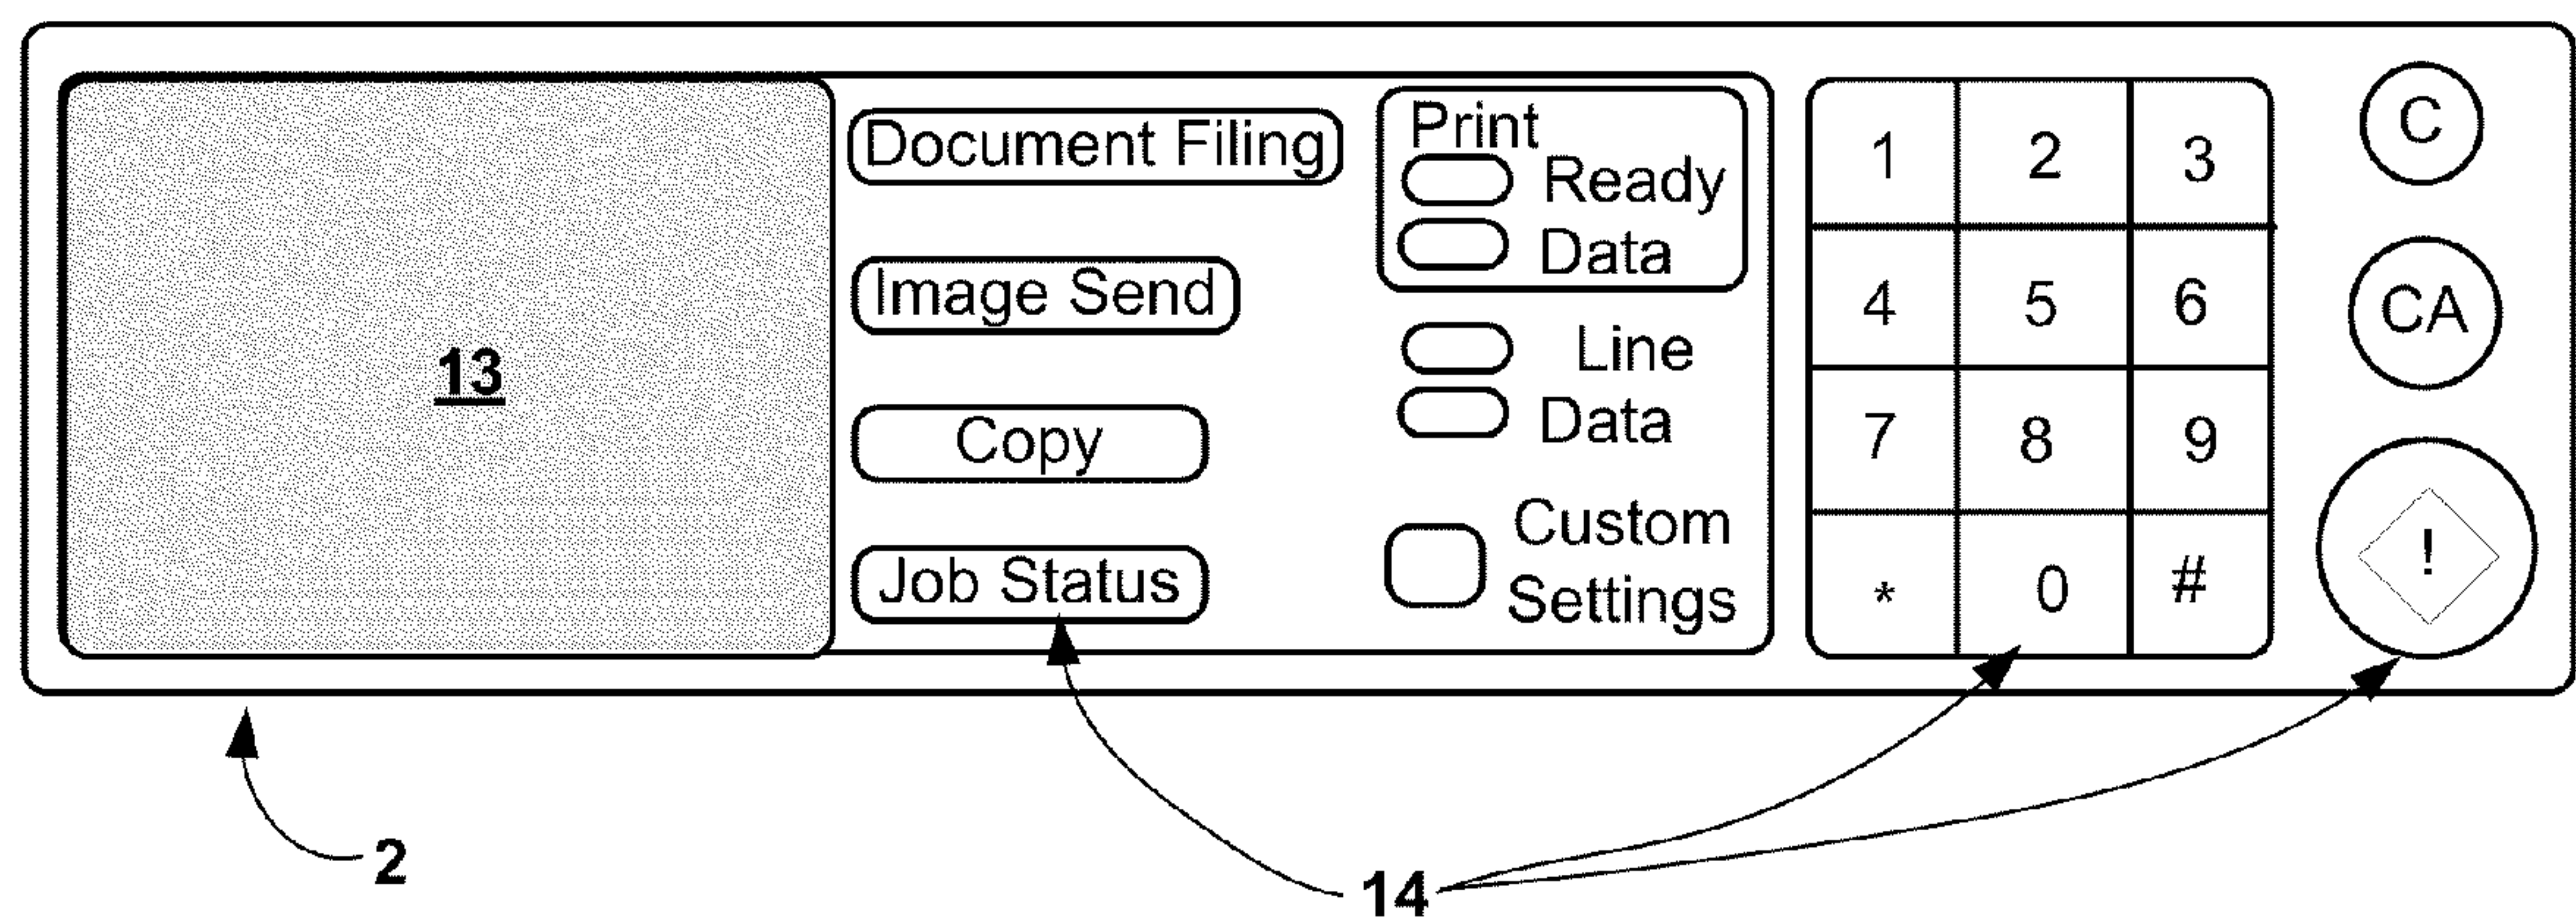 13
Document Filing
Image Send
Copy
Job Status
Print
Ready
Data
Line
Data
Custom
Settings
1 2 3
4 5 6
7 8 9
* 0 #
C
CA
!
2
14